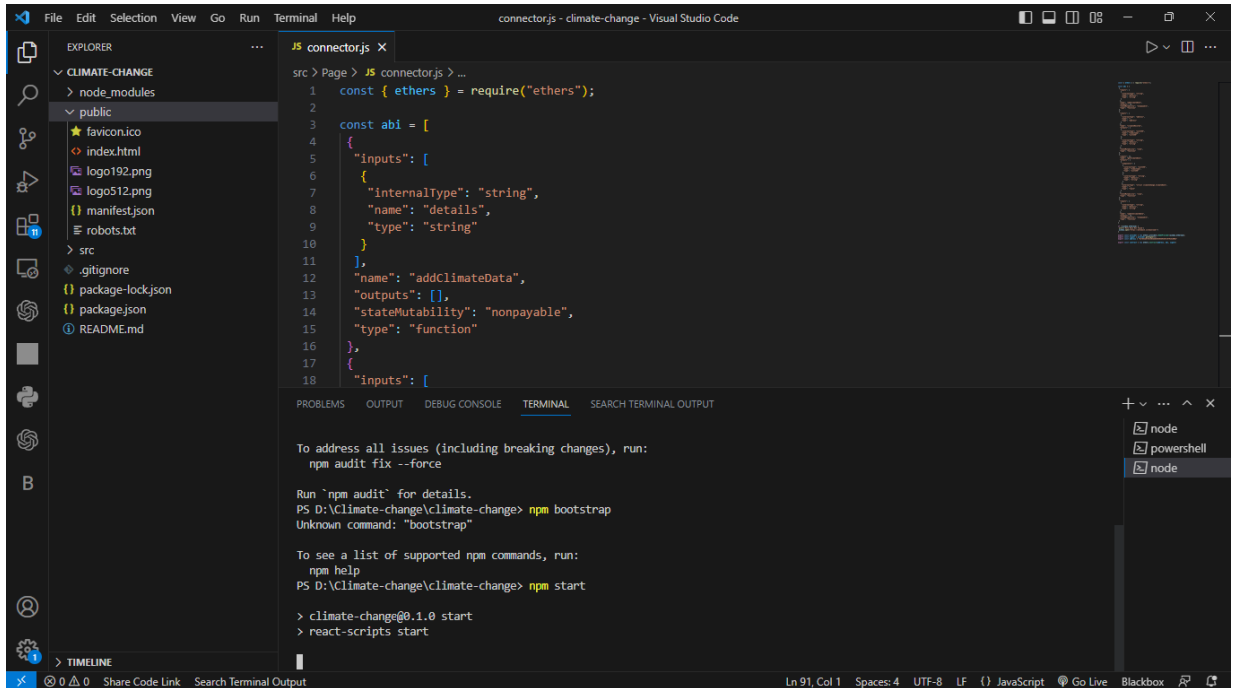 File Edit Selection View Go Run Terminal Help
connector.js - climate-change - Visual Studio Code
EXPLORER
CLIMATE-CHANGE
node_modules
public
favicon.ico
index.html
logo192.png
logo512.png
manifest.json
robots.txt
src
.gitignore
package-lock.json
package.json
README.md
TIMELINE
11
B
1
JS connector.js
src > Page > JS connector.js > ...
1 const { ethers } = require("ethers");
2
3 const abi = [
4 {
5 "inputs": [
6 {
7 "internalType": "string",
8 "name": "details",
9 "type": "string"
10 }
11 ],
12 "name": "addClimateData",
13 "outputs": [],
14 "stateMutability": "nonpayable",
15 "type": "function"
16 },
17 {
18 "inputs": [
PROBLEMS OUTPUT DEBUG CONSOLE TERMINAL SEARCH TERMINAL OUTPUT
To address all issues (including breaking changes), run:
npm audit fix --force
Run `npm audit` for details.
PS D:\Climate-change\climate-change> npm bootstrap
Unknown command: "bootstrap"
To see a list of supported npm commands, run:
npm help
PS D:\Climate-change\climate-change> npm start
> climate-change@0.1.0 start
> react-scripts start
node
powershell
node
0 0 Share Code Link Search Terminal Output
Ln 91, Col 1 Spaces: 4 UTF-8 LF {} JavaScript Go Live Blackbox